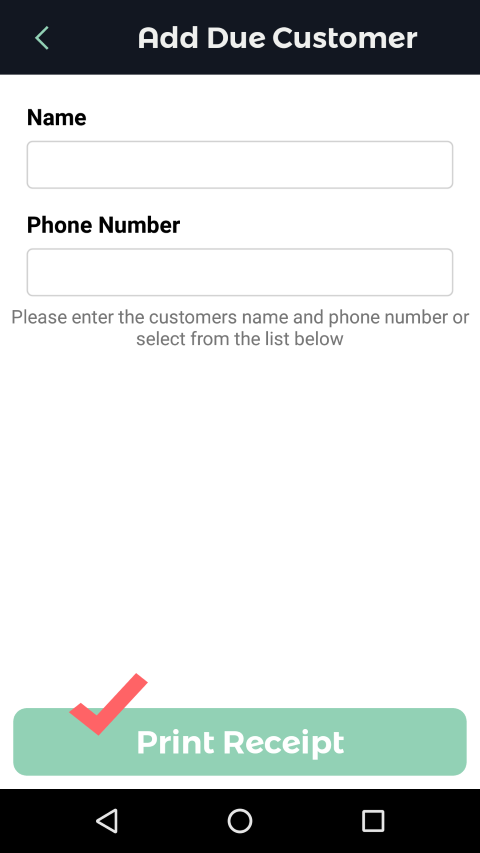 Add Due Customer
Name
Phone Number
Please enter the customers name and phone number or
select from the list below
Print Receipt